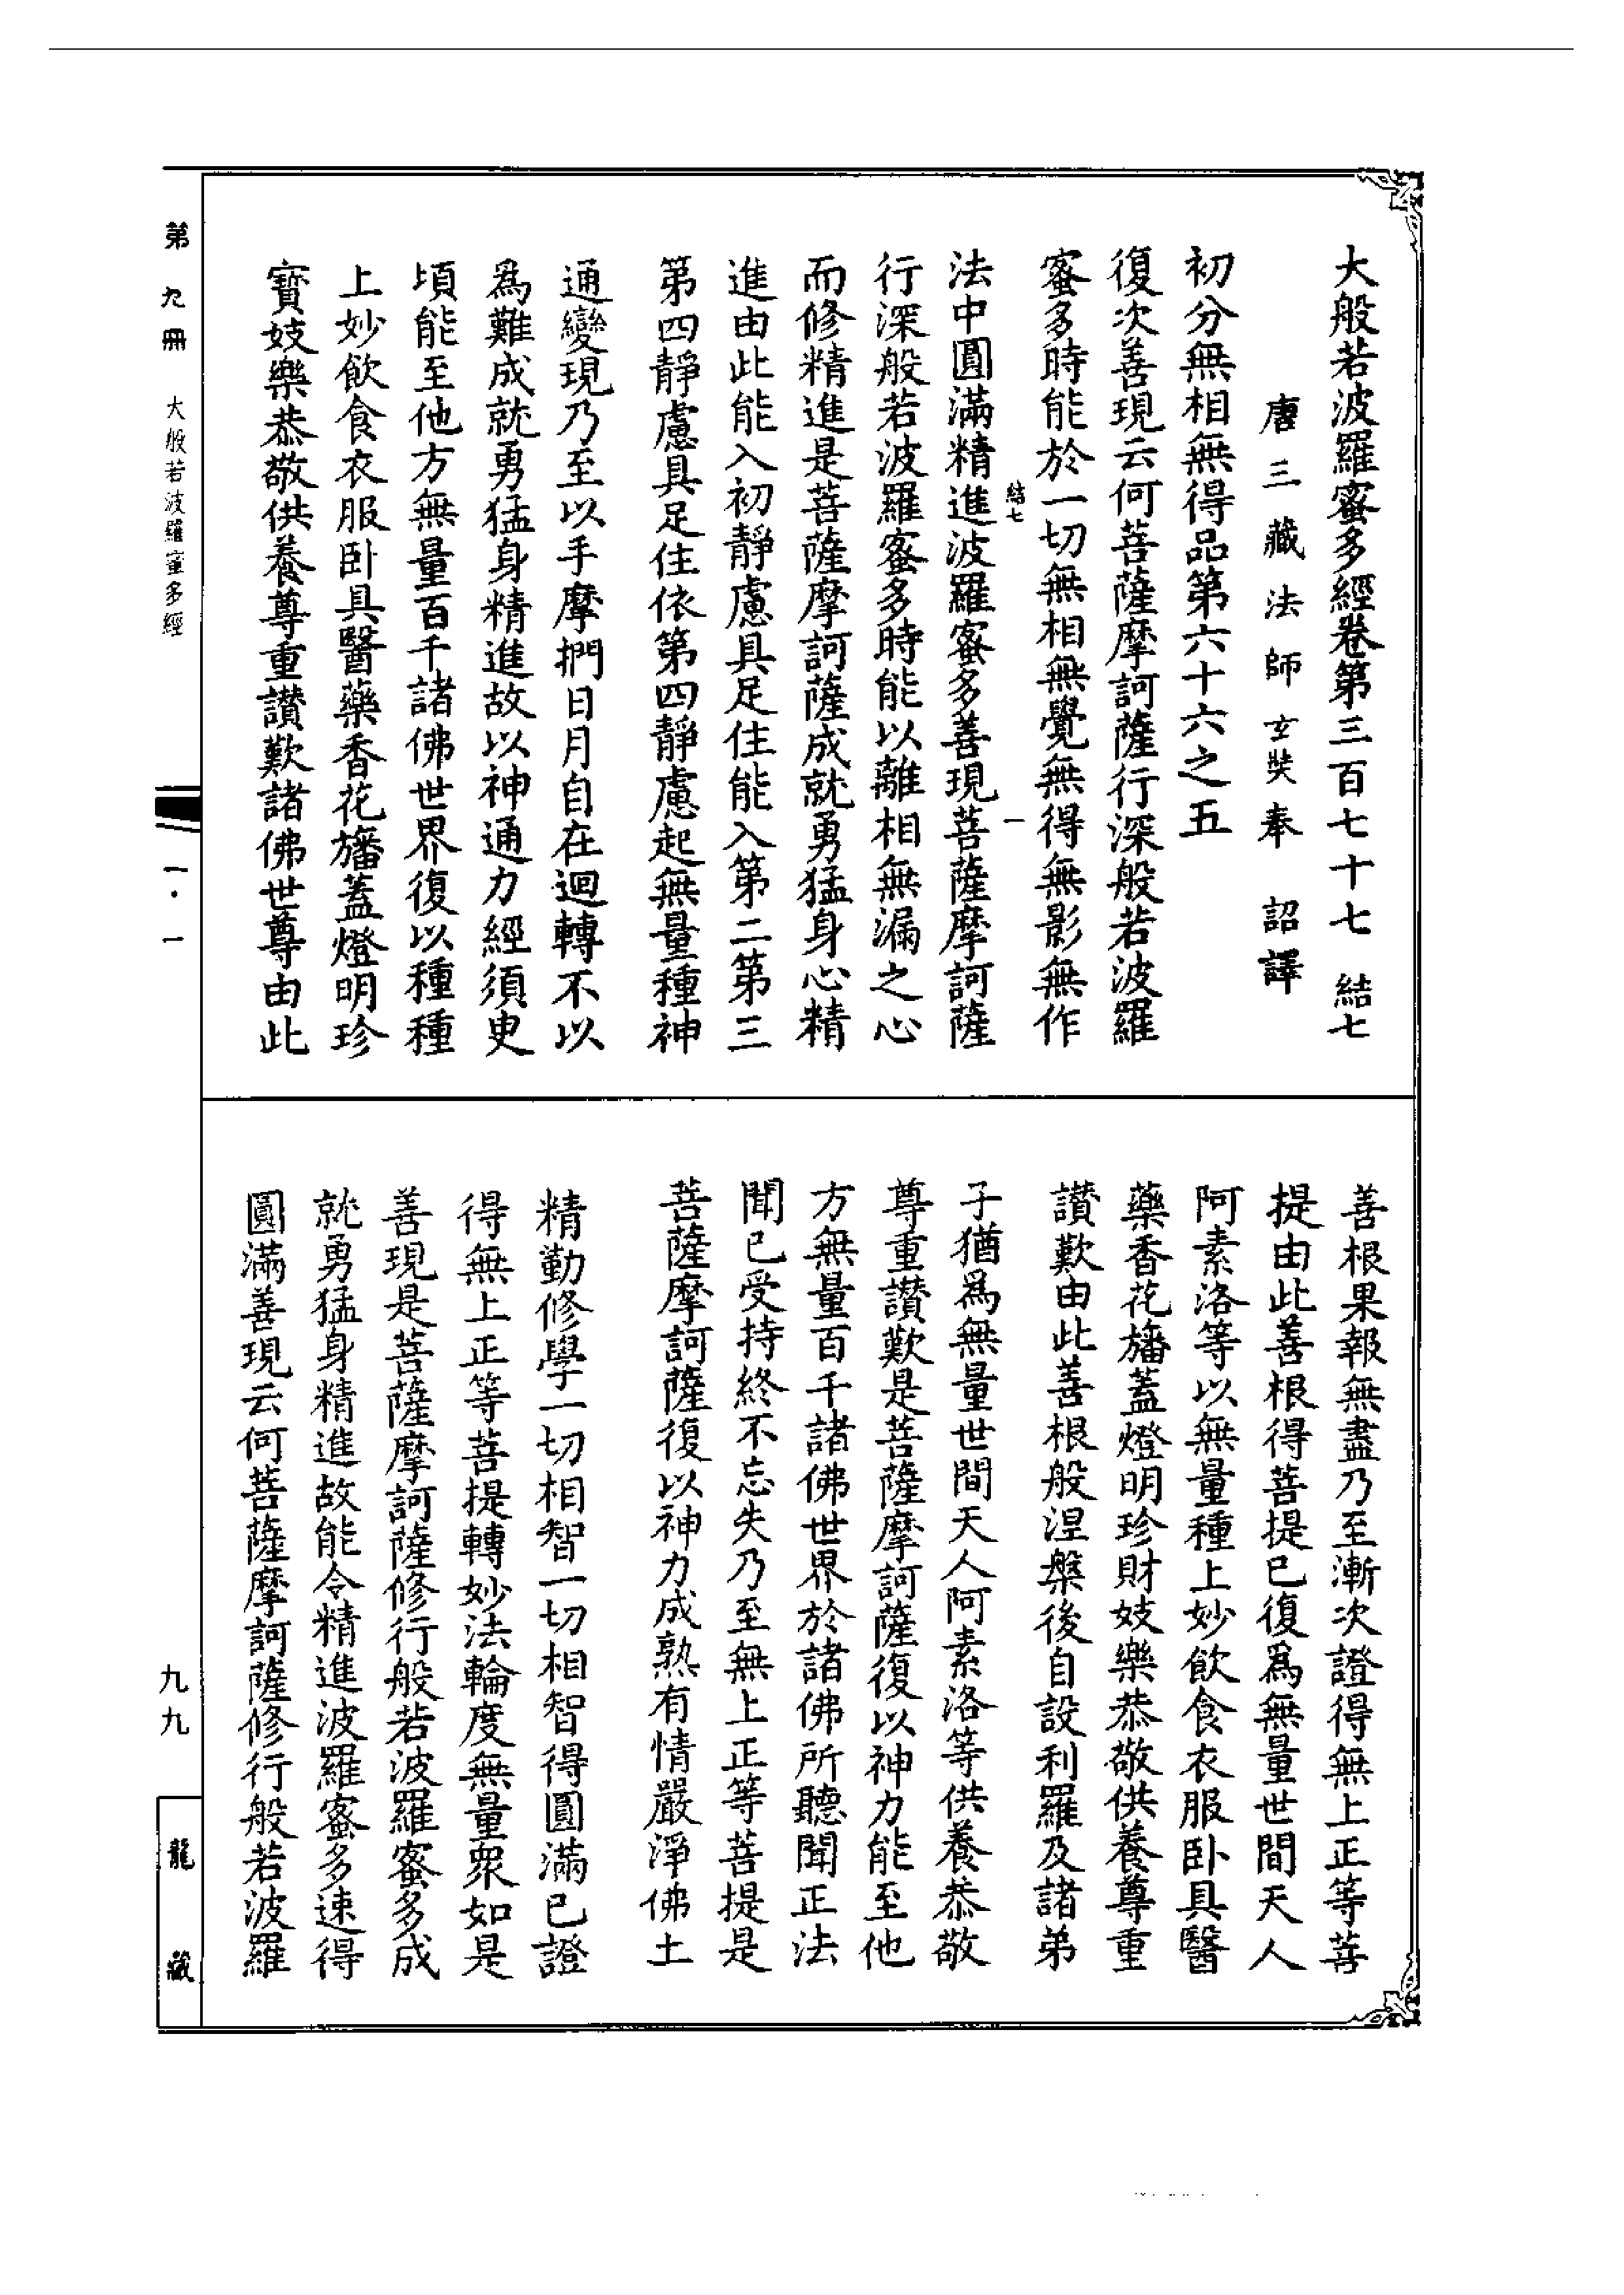 大般若波羅蜜多經卷第三百七十七 結七
唐三藏法師玄奘奉 詔譯
初分無相無得品第六十六之五
復次善現云何菩薩摩訶薩行深般若波羅
蜜多時能於一切無相無覺無得無影無作
結七 一
法中圓滿精進波羅蜜多善現菩薩摩訶薩
行深般若波羅蜜多時能以離相無漏之心
而修精進是菩薩摩訶薩成就勇猛身心精
進由此能入初靜慮具足住能入第二第三
第四靜慮具足住依第四靜慮起無量種神
通變現乃至以手摩捫日月自在迴轉不以
為難成就勇猛身精進故以神通力經須臾
頃能至他方無量百千諸佛世界復以種種
上妙飲食衣服臥具醫藥香花旛蓋燈明珍
寶妓樂恭敬供養尊重讚歎諸佛世尊由此
善根果報無盡乃至漸次證得無上正等菩
提由此善根得菩提已復爲無量世間天人
阿素洛等以無量種上妙飲食衣服臥具醫
藥香花旛蓋燈明珍財妓樂恭敬供養尊重
讚歎由此善根般涅槃後自設利羅及諸弟
子猶爲無量世間天人阿素洛等供養恭敬
尊重讚歎是菩薩摩訶薩復以神力能至他
方無量百千諸佛世界於諸佛所聽聞正法
聞已受持終不忘失乃至無上正等菩提是
菩薩摩訶薩復以神力成熟有情嚴淨佛土
精勤修學一切相智一切相智得圓滿已證
得無上正等菩提轉妙法輪度無量眾如是
善現是菩薩摩訶薩修行般若波羅蜜多成
就勇猛身精進故能令精進波羅蜜多速得
圓滿善現云何菩薩摩訶薩修行般若波羅
第九冊 大般若波羅蜜多經
一·一
九九
龍藏